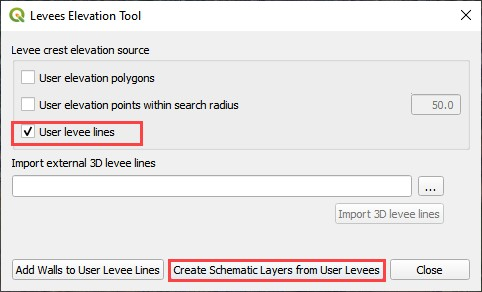 Levees Elevation Tool
Levee crest elevation source
User elevation polygons
User elevation points within search radius 50.0
User levee lines
Import external 3D levee lines
...
Import 3D levee lines
Add Walls to User Levee Lines Create Schematic Layers from User Levees Close